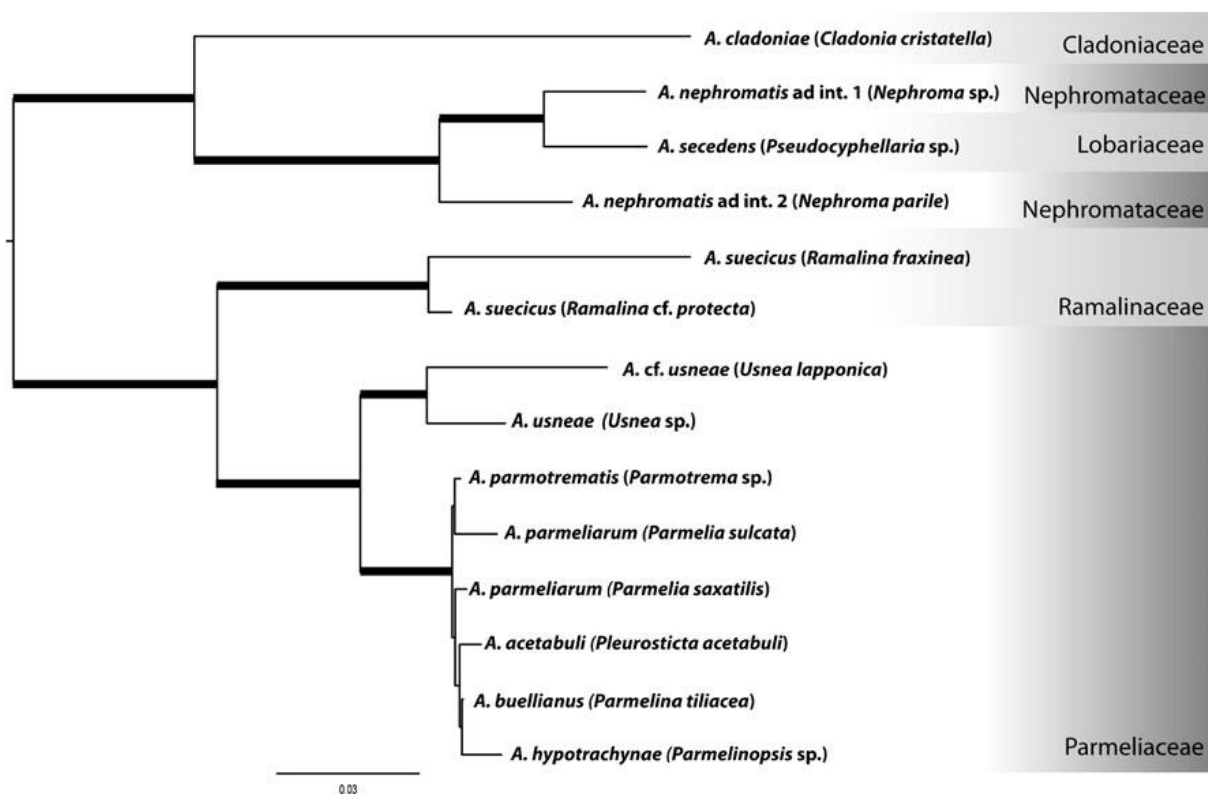 A. cladoniae (Cladonia cristatella)
Cladoniaceae
A. nephromatis ad int. 1 (Nephroma sp.)
Nephromataceae
A. secedens (Pseudocyphellaria sp.)
Lobariaceae
A. nephromatis ad int. 2 (Nephroma parile)
Nephromataceae
A. suecicus (Ramalina fraxinea)
A. suecicus (Ramalina cf. protecta)
Ramalinaceae
A. cf. usneae (Usnea lapponica)
A. usneae (Usnea sp.)
A. parmotrematis (Parmotrema sp.)
A. parmeliarum (Parmelia sulcata)
A. parmeliarum (Parmelia saxatilis)
A. acetabuli (Pleurosticta acetabuli)
A. buellianus (Parmelina tiliacea)
A. hypotrachynae (Parmelinopsis sp.)
Parmeliaceae
0.03